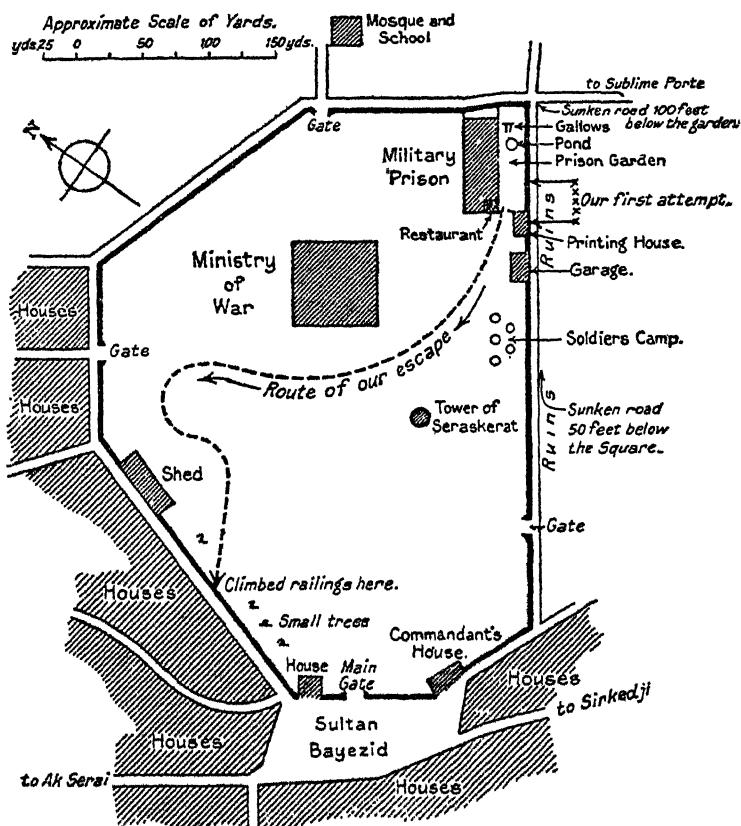 Approximate Scale of Yards.
yds.25 0 50 100 150yds.
Mosque and
School
N
to Sublime Porte
Gate
Sunken road 100 feet
below the garden.
Gallows
Pond
Prison Garden
Military
Prison
Our first attempt.
Ruins
Restaurant
Printing House.
Garage.
Ministry
of
War
Houses
Gate
Soldiers Camp.
Route of our escape
Houses
Tower of
Seraskerat
Ruins
Sunken road
50 feet below
the Square.
Shed
Gate
Houses
Climbed railings here.
Small trees
Commandant's
House.
House
Main
Gate
Houses
to Sirkedji
Sultan
Bayezid
Houses
to Ak Serai
Houses